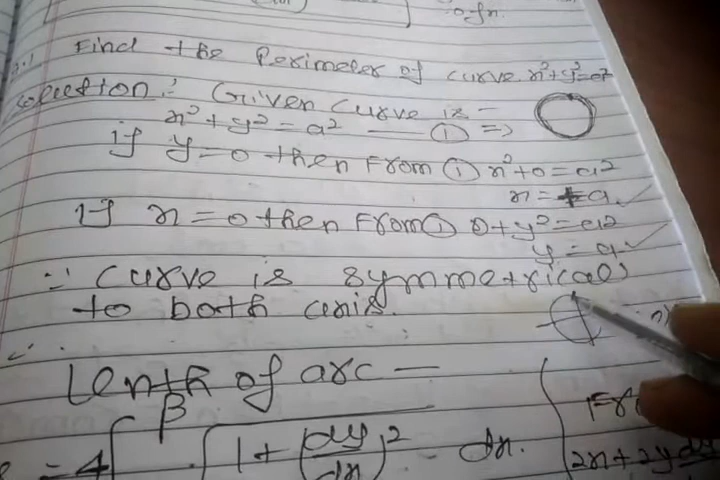 Find the Perimeter of curve x²+y²=a²
Solution: Given curve is -
x² + y² = a² — ① ⇒
if y=0 then From ① x²+0=a²
x = ±a
if x=0 then From ① 0+y²=a²
y = a
∵ Curve is symmetrical
to both axis.
∴
Lenth of arc —
= 4∫ β √1+(dy/dx)² dx.
2x+2y dy